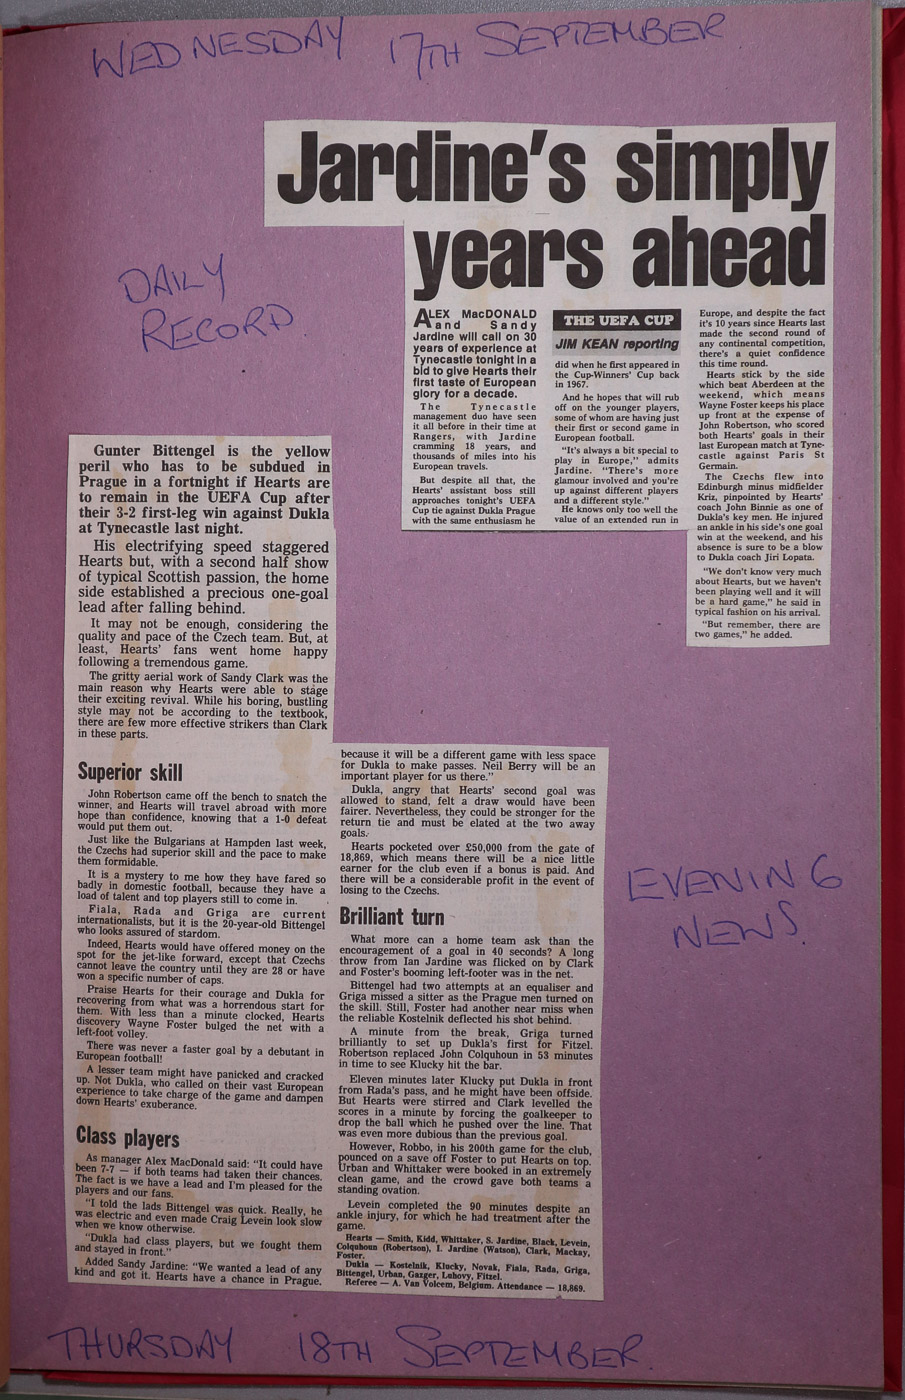 WEDNESDAY 17TH SEPTEMBER
Jardine's simply
years ahead
DAILY
RECORD
ALEX MacDONALD
and Sandy
Jardine will call on 30
years of experience at
Tynecastle tonight in a
bid to give Hearts their
first taste of European
glory for a decade.
The Tynecastle
management duo have seen
it all before in their time at
Rangers, with Jardine
cramming 18 years, and
thousands of miles into his
European travels.
But despite all that, the
Hearts' assistant boss still
approaches tonight's UEFA
Cup tie against Dukla Prague
with the same enthusiasm he
THE UEFA CUP
JIM KEAN reporting
did when he first appeared in
the Cup-Winners' Cup back
in 1967.
And he hopes that will rub
off on the younger players,
some of whom are having just
their first or second game in
European football.
"It's always a bit special to
play in Europe," admits
Jardine. "There's more
glamour involved and you're
up against different players
and a different style."
He knows only too well the
value of an extended run in
Europe, and despite the fact
it's 10 years since Hearts last
made the second round of
any continental competition,
there's a quiet confidence
this time round.
Hearts stick by the side
which beat Aberdeen at the
weekend, which means
Wayne Foster keeps his place
up front at the expense of
John Robertson, who scored
both Hearts' goals in their
last European match at Tyne-
castle against Paris St
Germain.
The Czechs flew into
Edinburgh minus midfielder
Kriz, pinpointed by Hearts'
coach John Binnie as one of
Dukla's key men. He injured
an ankle in his side's one goal
win at the weekend, and his
absence is sure to be a blow
to Dukla coach Jiri Lopata.
"We don't know very much
about Hearts, but we haven't
been playing well and it will
be a hard game," he said in
typical fashion on his arrival.
"But remember, there are
two games," he added.
Gunter Bittengel is the yellow
peril who has to be subdued in
Prague in a fortnight if Hearts are
to remain in the UEFA Cup after
their 3-2 first-leg win against Dukla
at Tynecastle last night.
His electrifying speed staggered
Hearts but, with a second half show
of typical Scottish passion, the home
side established a precious one-goal
lead after falling behind.
It may not be enough, considering the
quality and pace of the Czech team. But, at
least, Hearts' fans went home happy
following a tremendous game.
The gritty aerial work of Sandy Clark was the
main reason why Hearts were able to stage
their exciting revival. While his boring, bustling
style may not be according to the textbook,
there are few more effective strikers than Clark
in these parts.
Superior skill
John Robertson came off the bench to snatch the
winner, and Hearts will travel abroad with more
hope than confidence, knowing that a 1-0 defeat
would put them out.
Just like the Bulgarians at Hampden last week,
the Czechs had superior skill and the pace to make
them formidable.
It is a mystery to me how they have fared so
badly in domestic football, because they have a
load of talent and top players still to come in.
Fiala, Rada and Griga are current
internationalists, but it is the 20-year-old Bittengel
who looks assured of stardom.
Indeed, Hearts would have offered money on the
spot for the jet-like forward, except that Czechs
cannot leave the country until they are 28 or have
won a specific number of caps.
Praise Hearts for their courage and Dukla for
recovering from what was a horrendous start for
them. With less than a minute clocked, Hearts
discovery Wayne Foster bulged the net with a
left-foot volley.
There was never a faster goal by a debutant in
European football!
A lesser team might have panicked and cracked
up. Not Dukla, who called on their vast European
experience to take charge of the game and dampen
down Hearts' exuberance.
Class players
As manager Alex MacDonald said: "It could have
been 7-7 — if both teams had taken their chances.
The fact is we have a lead and I'm pleased for the
players and our fans.
"I told the lads Bittengel was quick. Really, he
was electric and even made Craig Levein look slow
when we know otherwise.
"Dukla had class players, but we fought them
and stayed in front."
Added Sandy Jardine: "We wanted a lead of any
kind and got it. Hearts have a chance in Prague,
because it will be a different game with less space
for Dukla to make passes. Neil Berry will be an
important player for us there."
Dukla, angry that Hearts' second goal was
allowed to stand, felt a draw would have been
fairer. Nevertheless, they could be stronger for the
return tie and must be elated at the two away
goals.
Hearts pocketed over £50,000 from the gate of
18,869, which means there will be a nice little
earner for the club even if a bonus is paid. And
there will be a considerable profit in the event of
losing to the Czechs.
Brilliant turn
What more can a home team ask than the
encouragement of a goal in 40 seconds? A long
throw from Ian Jardine was flicked on by Clark
and Foster's booming left-footer was in the net.
Bittengel had two attempts at an equaliser and
Griga missed a sitter as the Prague men turned on
the skill. Still, Foster had another near miss when
the reliable Kostelnik deflected his shot behind.
A minute from the break, Griga turned
brilliantly to set up Dukla's first for Fitzel.
Robertson replaced John Colquhoun in 53 minutes
in time to see Klucky hit the bar.
Eleven minutes later Klucky put Dukla in front
from Rada's pass, and he might have been offside.
But Hearts were stirred and Clark levelled the
scores in a minute by forcing the goalkeeper to
drop the ball which he pushed over the line. That
was even more dubious than the previous goal.
However, Robbo, in his 200th game for the club,
pounced on a save off Foster to put Hearts on top.
Urban and Whittaker were booked in an extremely
clean game, and the crowd gave both teams a
standing ovation.
Levein completed the 90 minutes despite an
ankle injury, for which he had treatment after the
game.
Hearts — Smith, Kidd, Whittaker, S. Jardine, Black, Levein,
Colquhoun (Robertson), I. Jardine (Watson), Clark, Mackay,
Foster.
Dukla — Kostelnik, Klucky, Novak, Fiala, Rada, Griga,
Bittengel, Urban, Gazger, Luhovy, Fitzel.
Referee — A. Van Volcem, Belgium. Attendance — 18,869.
EVENING
NEWS.
THURSDAY 18TH SEPTEMBER.